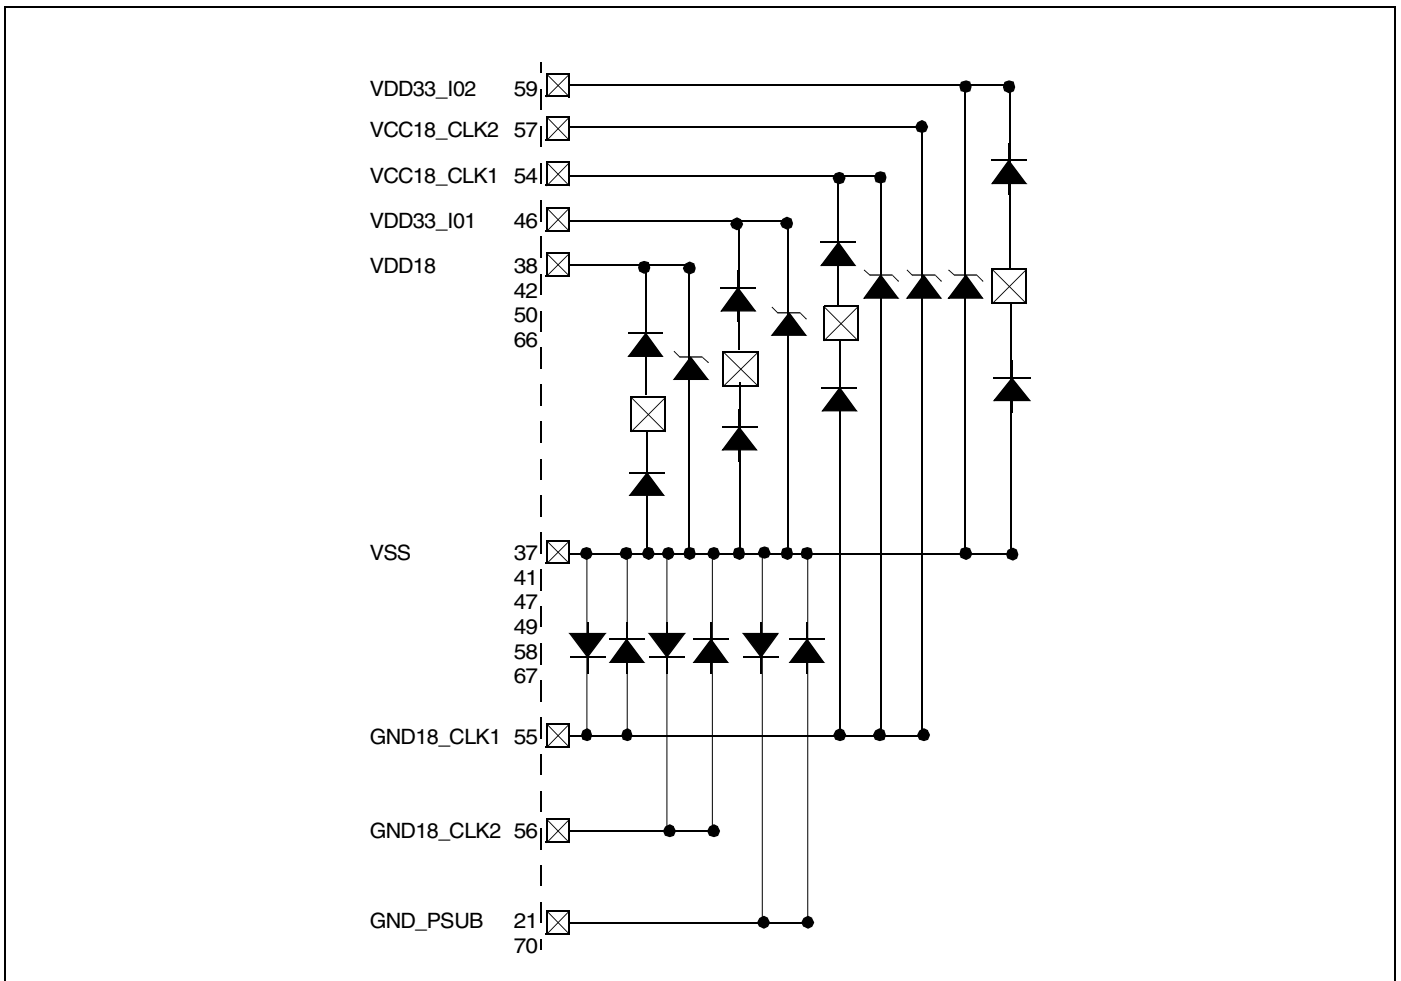 VDD33_I02 59
VCC18_CLK2 57
VCC18_CLK1 54
VDD33_I01 46
VDD18 38
42
50
66
VSS 37
41
47
49
58
67
GND18_CLK1 55
GND18_CLK2 56
GND_PSUB 21
70